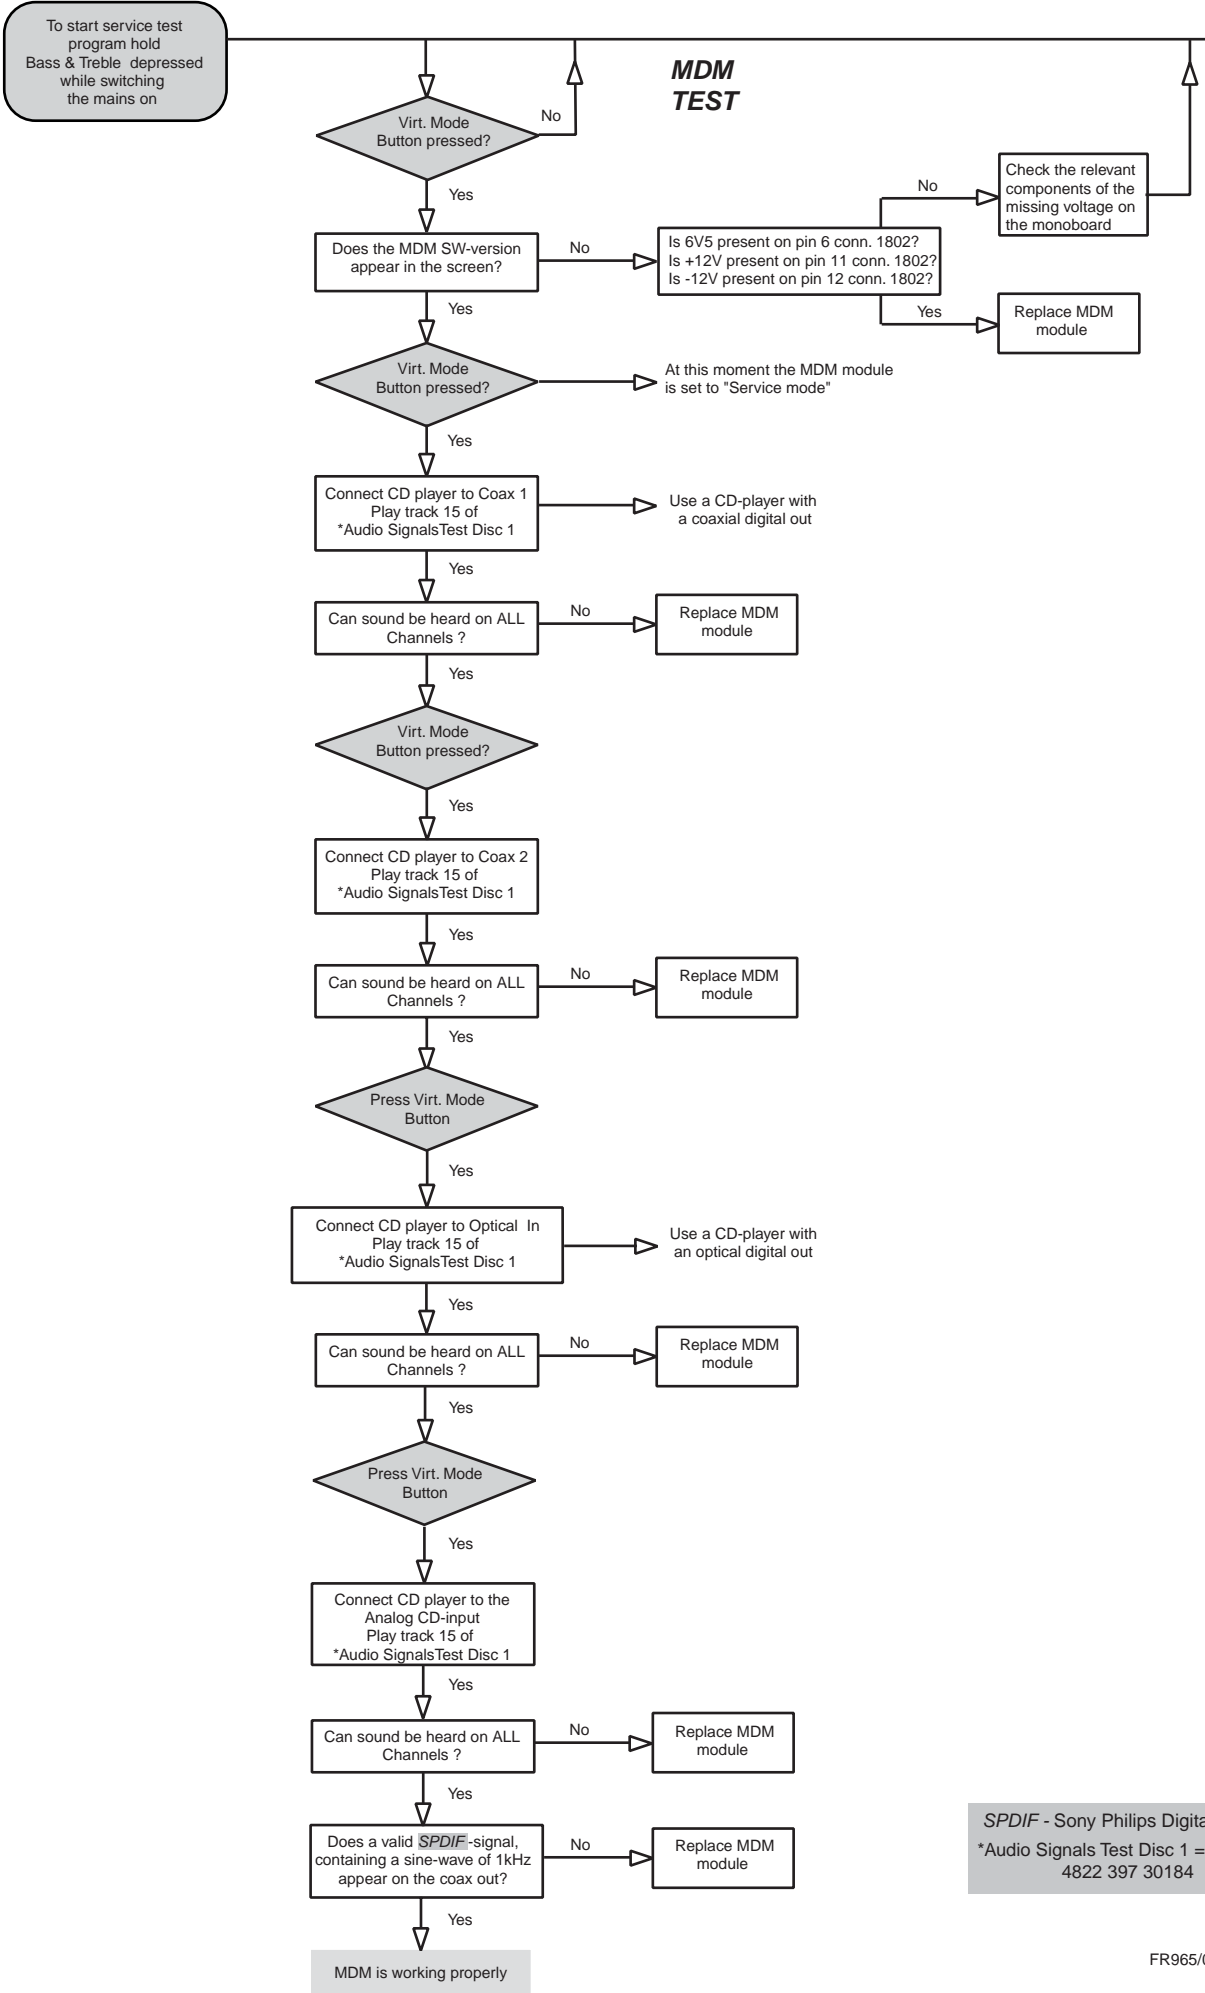 To start service test
program hold
Bass & Treble depressed
while switching
the mains on
MDM
TEST
Virt. Mode
Button pressed?
No
Yes
Check the relevant
components of the
missing voltage on
the monoboard
No
Does the MDM SW-version
appear in the screen?
No
Is 6V5 present on pin 6 conn. 1802?
Is +12V present on pin 11 conn. 1802?
Is -12V present on pin 12 conn. 1802?
Yes
Yes
Replace MDM
module
Virt. Mode
Button pressed?
At this moment the MDM module
is set to "Service mode"
Yes
Connect CD player to Coax 1
Play track 15 of
*Audio SignalsTest Disc 1
Use a CD-player with
a coaxial digital out
Yes
Can sound be heard on ALL
Channels ?
No
Replace MDM
module
Yes
Virt. Mode
Button pressed?
Yes
Connect CD player to Coax 2
Play track 15 of
*Audio SignalsTest Disc 1
Yes
Can sound be heard on ALL
Channels ?
No
Replace MDM
module
Yes
Press Virt. Mode
Button
Yes
Connect CD player to Optical In
Play track 15 of
*Audio SignalsTest Disc 1
Use a CD-player with
an optical digital out
Yes
Can sound be heard on ALL
Channels ?
No
Replace MDM
module
Yes
Press Virt. Mode
Button
Yes
Connect CD player to the
Analog CD-input
Play track 15 of
*Audio SignalsTest Disc 1
Yes
Can sound be heard on ALL
Channels ?
No
Replace MDM
module
Yes
Does a valid SPDIF-signal,
containing a sine-wave of 1kHz
appear on the coax out?
No
Replace MDM
module
Yes
MDM is working properly
SPDIF - Sony Philips
*Audio Signals Test Disc 1 =
4822 397 30184